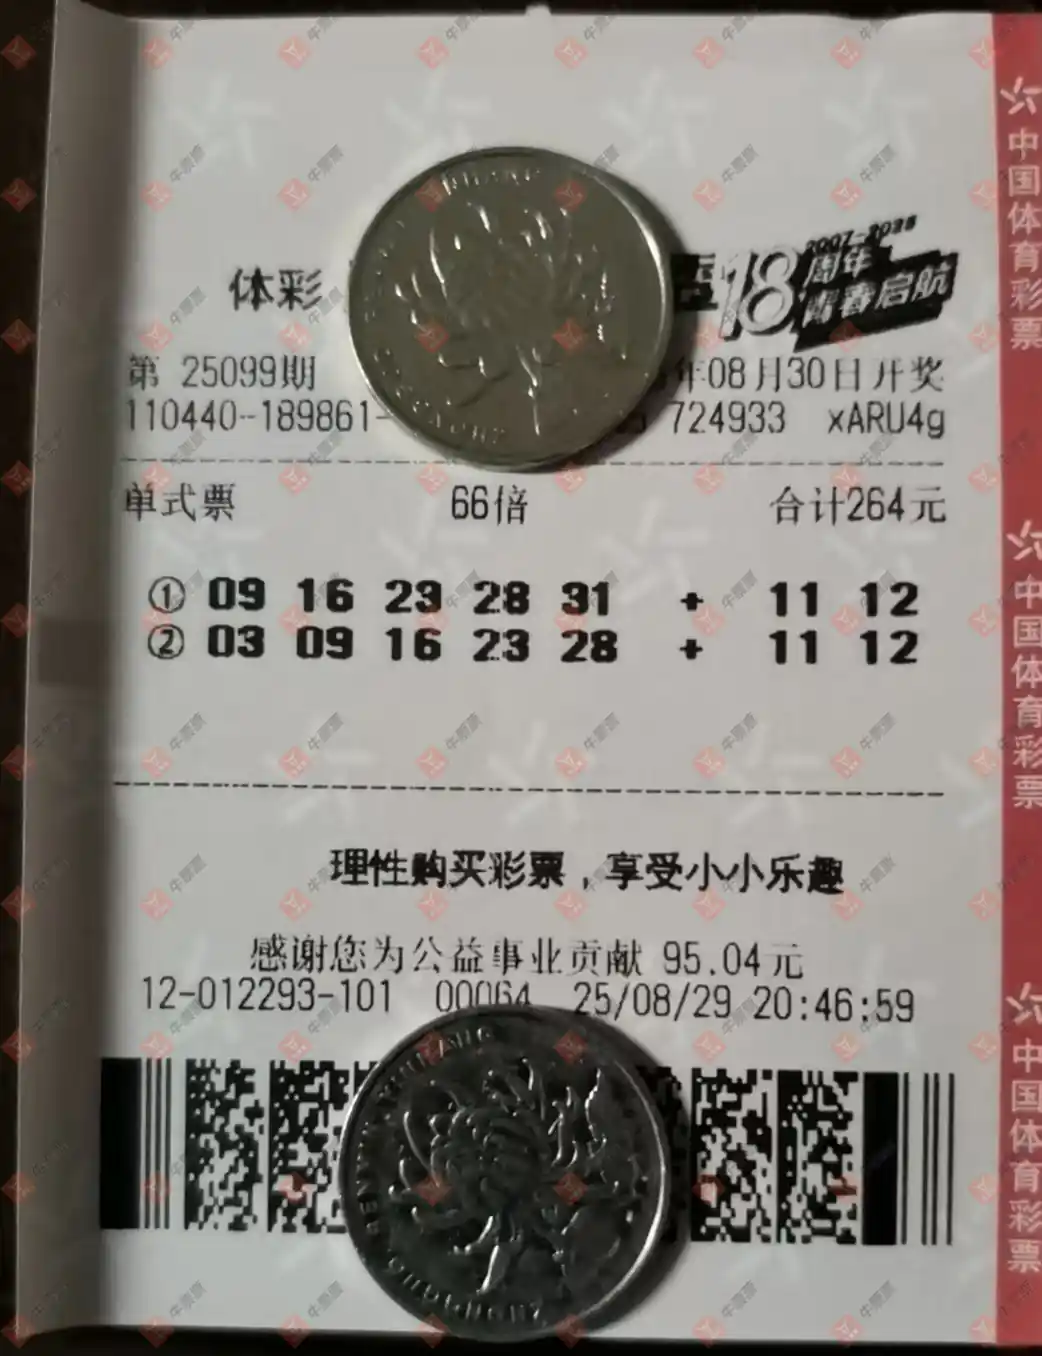 体彩
2007-2025
18周年
青春启航
第 25099期 年08月30日开奖
110440-189861- 724933 xARU4g
单式票 66倍 合计264元
① 09 16 23 28 31 + 11 12
② 03 09 16 23 28 + 11 12
理性购买彩票，享受小小乐趣
感谢您为公益事业贡献 95.04元
12-012293-101 00064 25/08/29 20:46:59
中国体育彩票
中国体育彩票
中国体育彩票